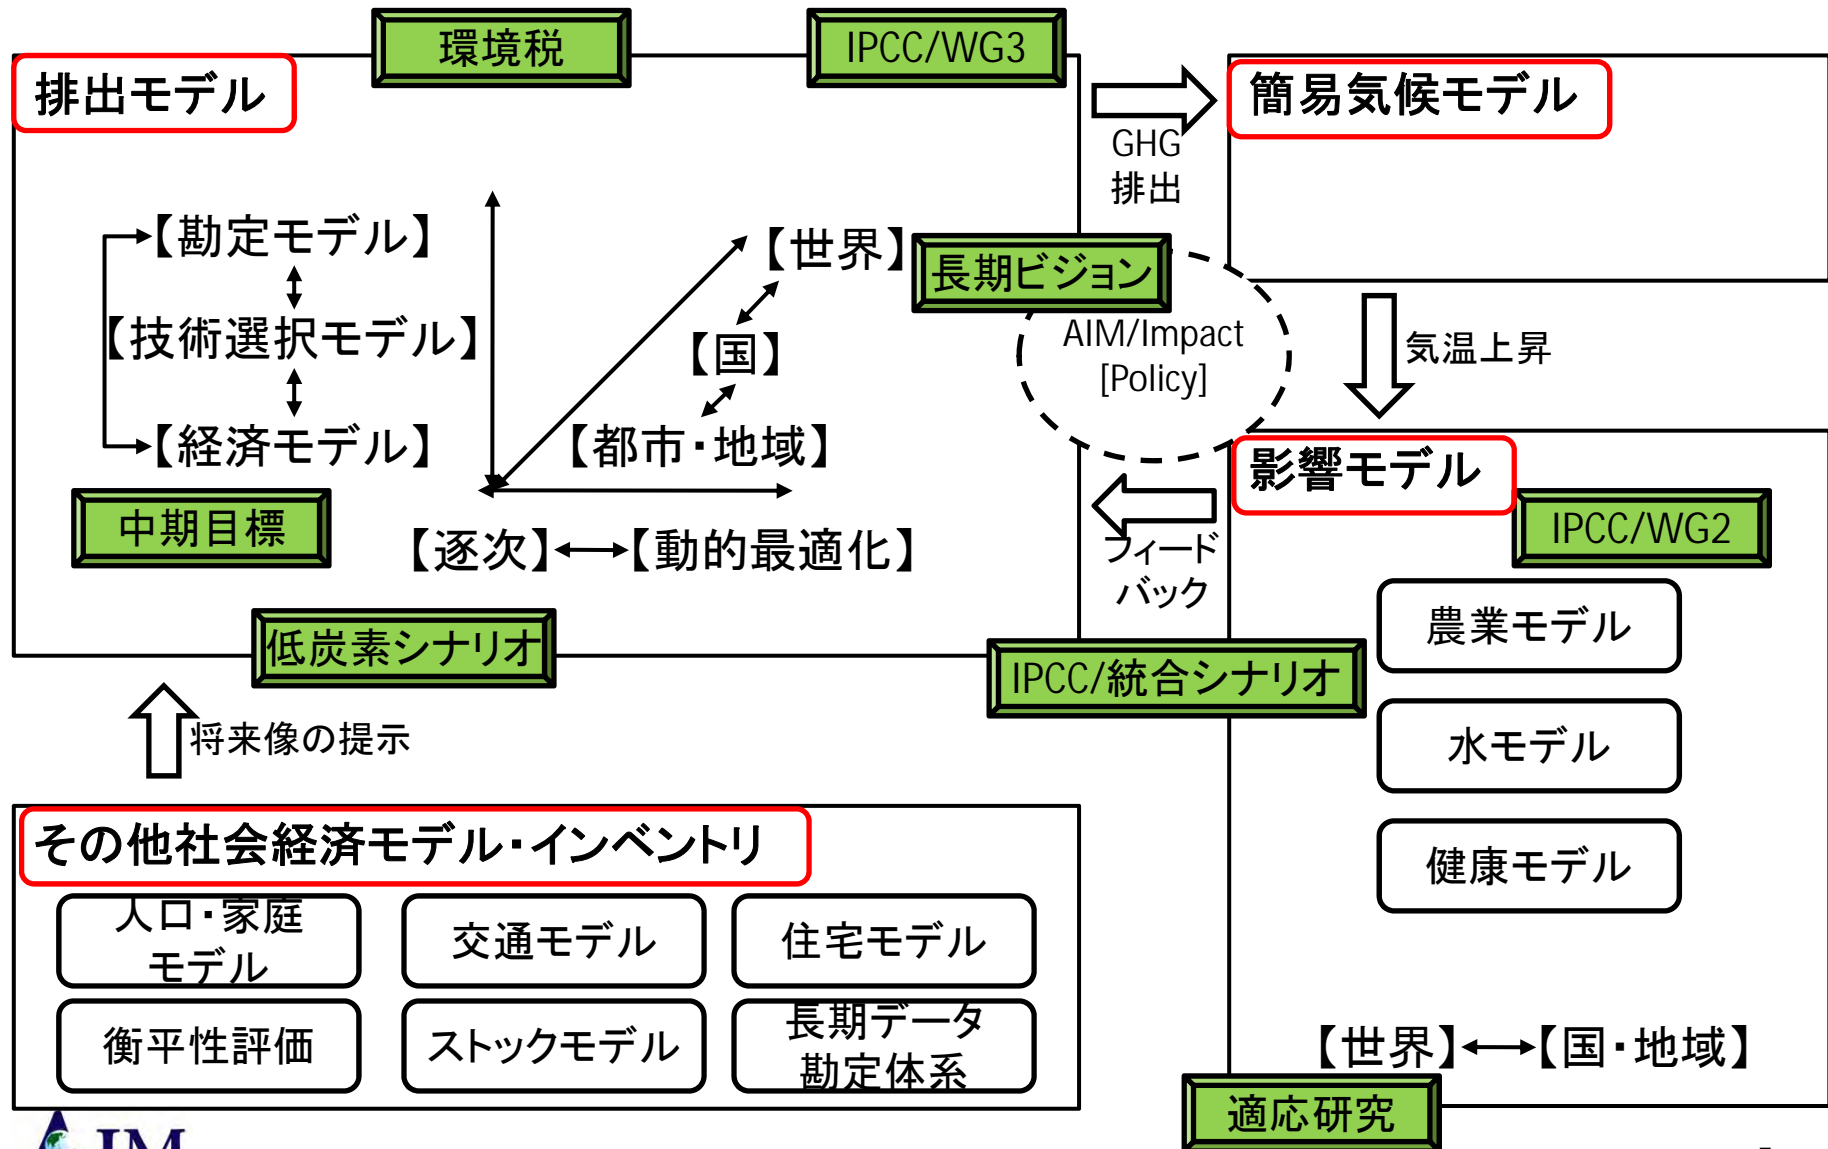 環境税
IPCC/WG3
排出モデル
簡易気候モデル
GHG
排出
【勘定モデル】
【世界】
長期ビジョン
【技術選択モデル】
【国】
AIM/Impact
[Policy]
気温上昇
【経済モデル】
【都市・地域】
影響モデル
中期目標
IPCC/WG2
【逐次】
【動的最適化】
フィード
バック
農業モデル
低炭素シナリオ
IPCC/統合シナリオ
将来像の提示
水モデル
その他社会経済モデル・インベントリ
健康モデル
人口・家庭
モデル
交通モデル
住宅モデル
衡平性評価
ストックモデル
長期データ
勘定体系
【世界】
【国・地域】
適応研究
AIM